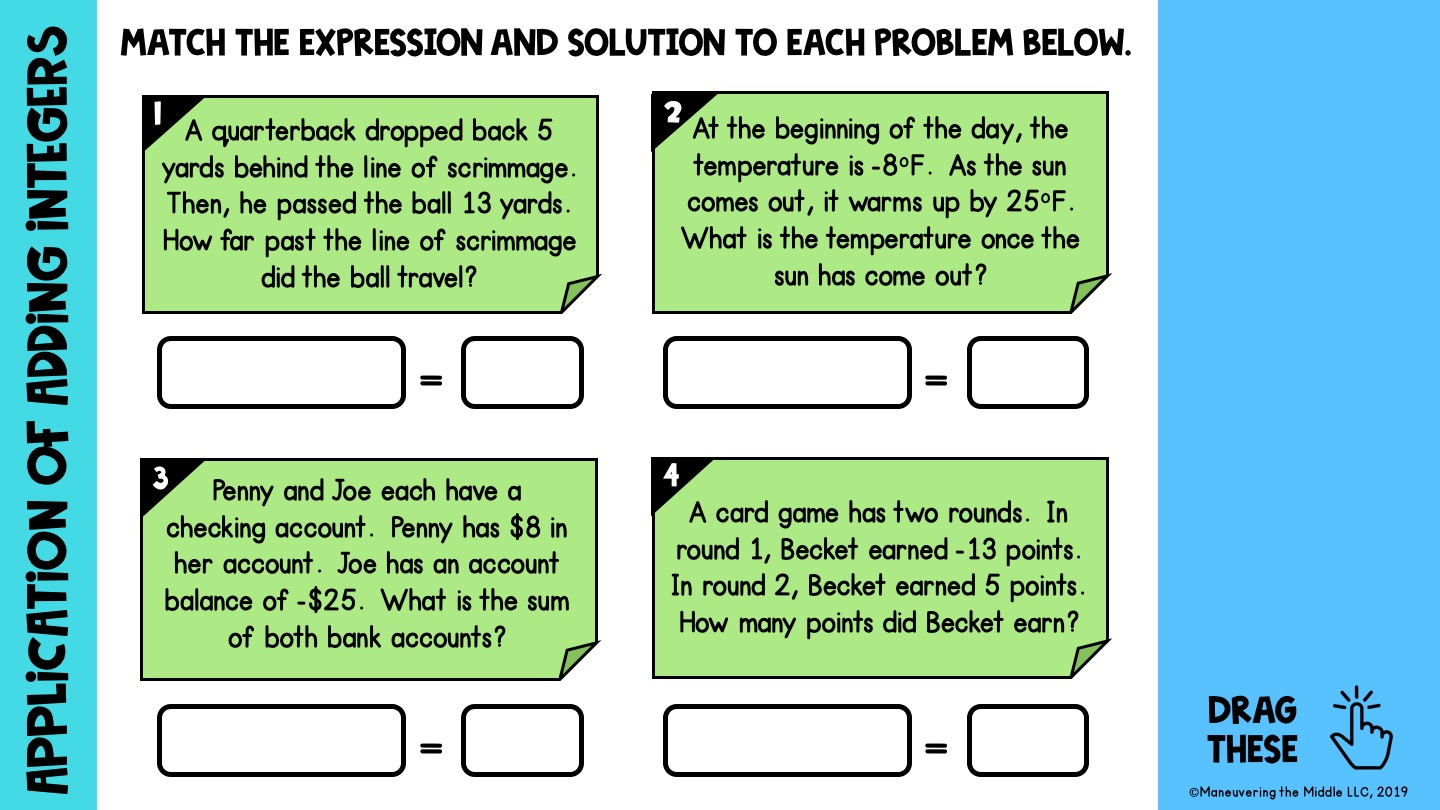 APPLICATION OF ADDING INTEGERS
MATCH THE EXPRESSION AND SOLUTION TO EACH PROBLEM BELOW.
1
A quarterback dropped back 5
yards behind the line of scrimmage.
Then, he passed the ball 13 yards.
How far past the line of scrimmage
did the ball travel?
=
2
At the beginning of the day, the
temperature is -8°F. As the sun
comes out, it warms up by 25°F.
What is the temperature once the
sun has come out?
=
3
Penny and Joe each have a
checking account. Penny has $8 in
her account. Joe has an account
balance of -$25. What is the sum
of both bank accounts?
=
4
A card game has two rounds. In
round 1, Becket earned -13 points.
In round 2, Becket earned 5 points.
How many points did Becket earn?
=
DRAG
THESE
©Maneuvering the Middle LLC, 2019